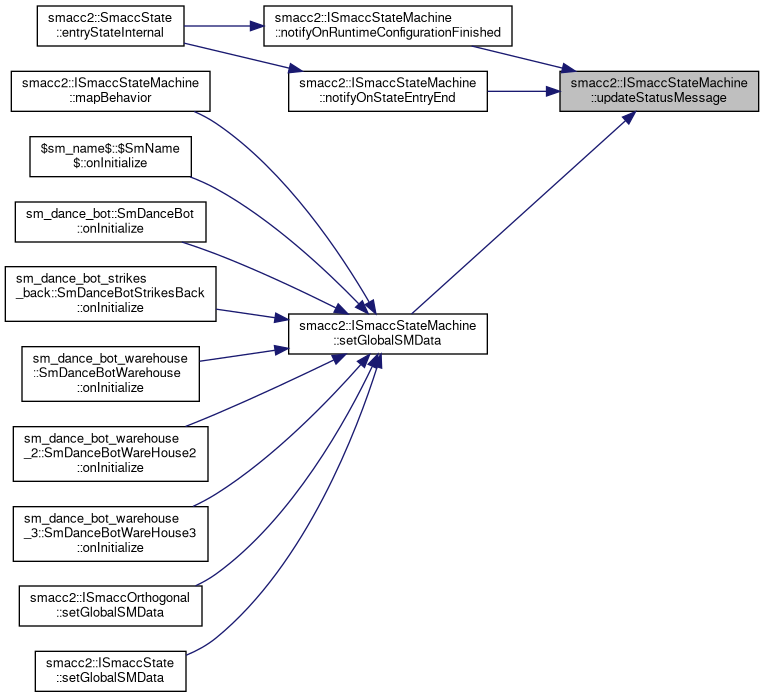 smacc2::SmaccState
::entryStateInternal
smacc2::ISmaccStateMachine
::notifyOnRuntimeConfigurationFinished
smacc2::ISmaccStateMachine
::mapBehavior
smacc2::ISmaccStateMachine
::notifyOnStateEntryEnd
smacc2::ISmaccStateMachine
::updateStatusMessage
$sm_name$::$SmName
$::onInitialize
sm_dance_bot::SmDanceBot
::onInitialize
sm_dance_bot_strikes
_back::SmDanceBotStrikesBack
::onInitialize
smacc2::ISmaccStateMachine
::setGlobalSMData
sm_dance_bot_warehouse
::SmDanceBotWarehouse
::onInitialize
sm_dance_bot_warehouse
_2::SmDanceBotWareHouse2
::onInitialize
sm_dance_bot_warehouse
_3::SmDanceBotWareHouse3
::onInitialize
smacc2::ISmaccOrthogonal
::setGlobalSMData
smacc2::ISmaccState
::setGlobalSMData